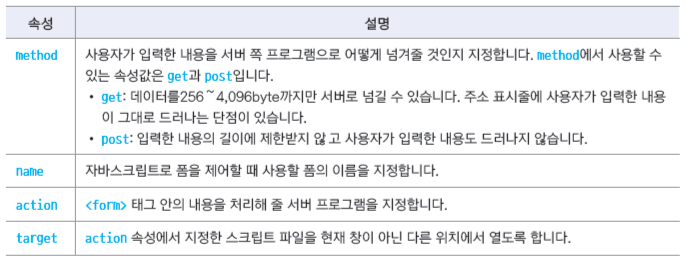 속성 설명
method 사용자가 입력한 내용을 서버 쪽 프로그램으로 어떻게 넘겨줄 것인지 지정합니다. method에서 사용할 수
있는 속성값은 get과 post입니다.
• get: 데이터를256~4,096byte까지만 서버로 넘길 수 있습니다. 주소 표시줄에 사용자가 입력한 내용
이 그대로 드러나는 단점이 있습니다.
• post: 입력한 내용의 길이에 제한받지 않고 사용자가 입력한 내용도 드러나지 않습니다.
name 자바스크립트로 폼을 제어할 때 사용할 폼의 이름을 지정합니다.
action <form> 태그 안의 내용을 처리해 줄 서버 프로그램을 지정합니다.
target action 속성에서 지정한 스크립트 파일을 현재 창이 아닌 다른 위치에서 열도록 합니다.